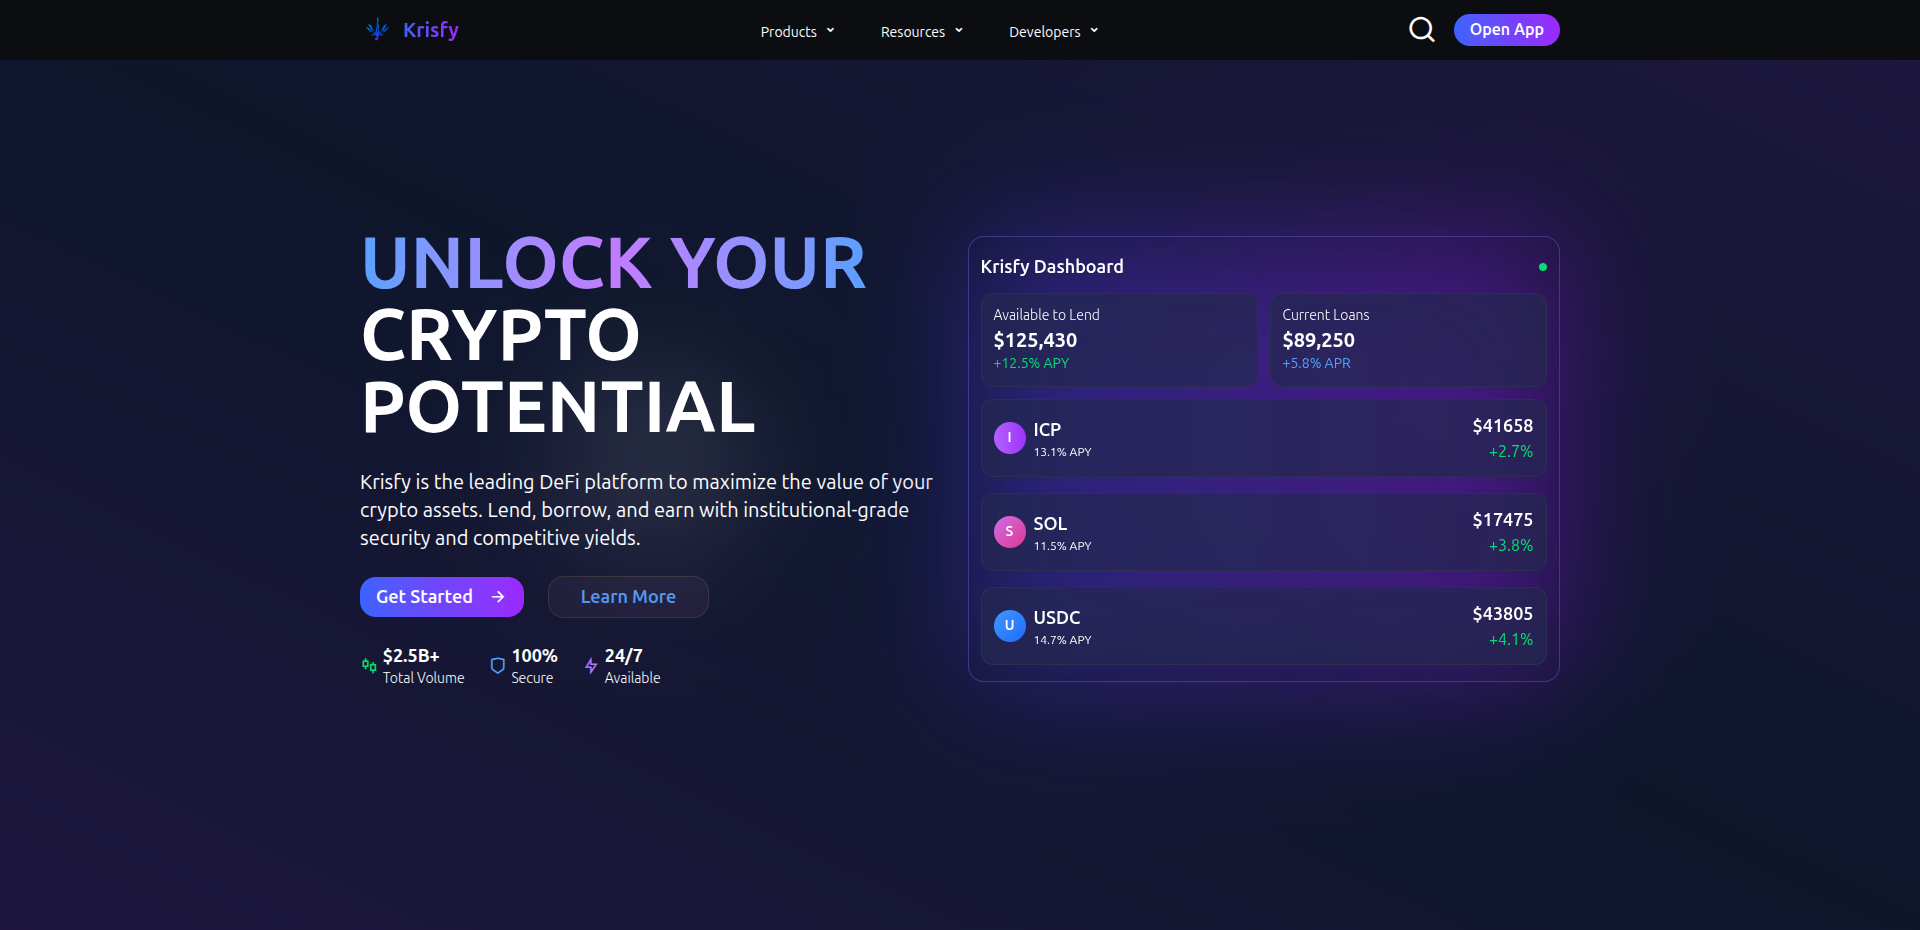 Krisfy
Products
Resources
Developers
Open App
UNLOCK YOUR
CRYPTO
POTENTIAL
Krisfy is the leading DeFi platform to maximize the value of your
crypto assets. Lend, borrow, and earn with institutional-grade
security and competitive yields.
Get Started
Learn More
$2.5B+
Total Volume
100%
Secure
24/7
Available
Krisfy Dashboard
Available to Lend
$125,430
+12.5% APY
Current Loans
$89,250
+5.8% APR
I
ICP
13.1% APY
$41658
+2.7%
S
SOL
11.5% APY
$17475
+3.8%
U
USDC
14.7% APY
$43805
+4.1%